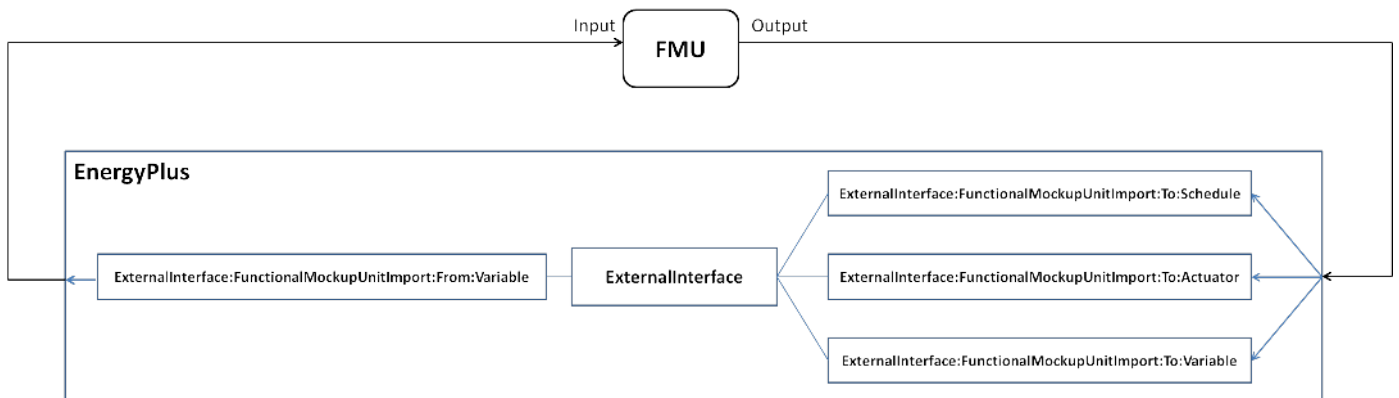 Input
FMU
Output
EnergyPlus
ExternalInterface:FunctionalMockupUnitImport:To:Schedule
ExternalInterface:FunctionalMockupUnitImport:From:Variable
ExternalInterface
ExternalInterface:FunctionalMockupUnitImport:To:Actuator
ExternalInterface:FunctionalMockupUnitImport:To:Variable